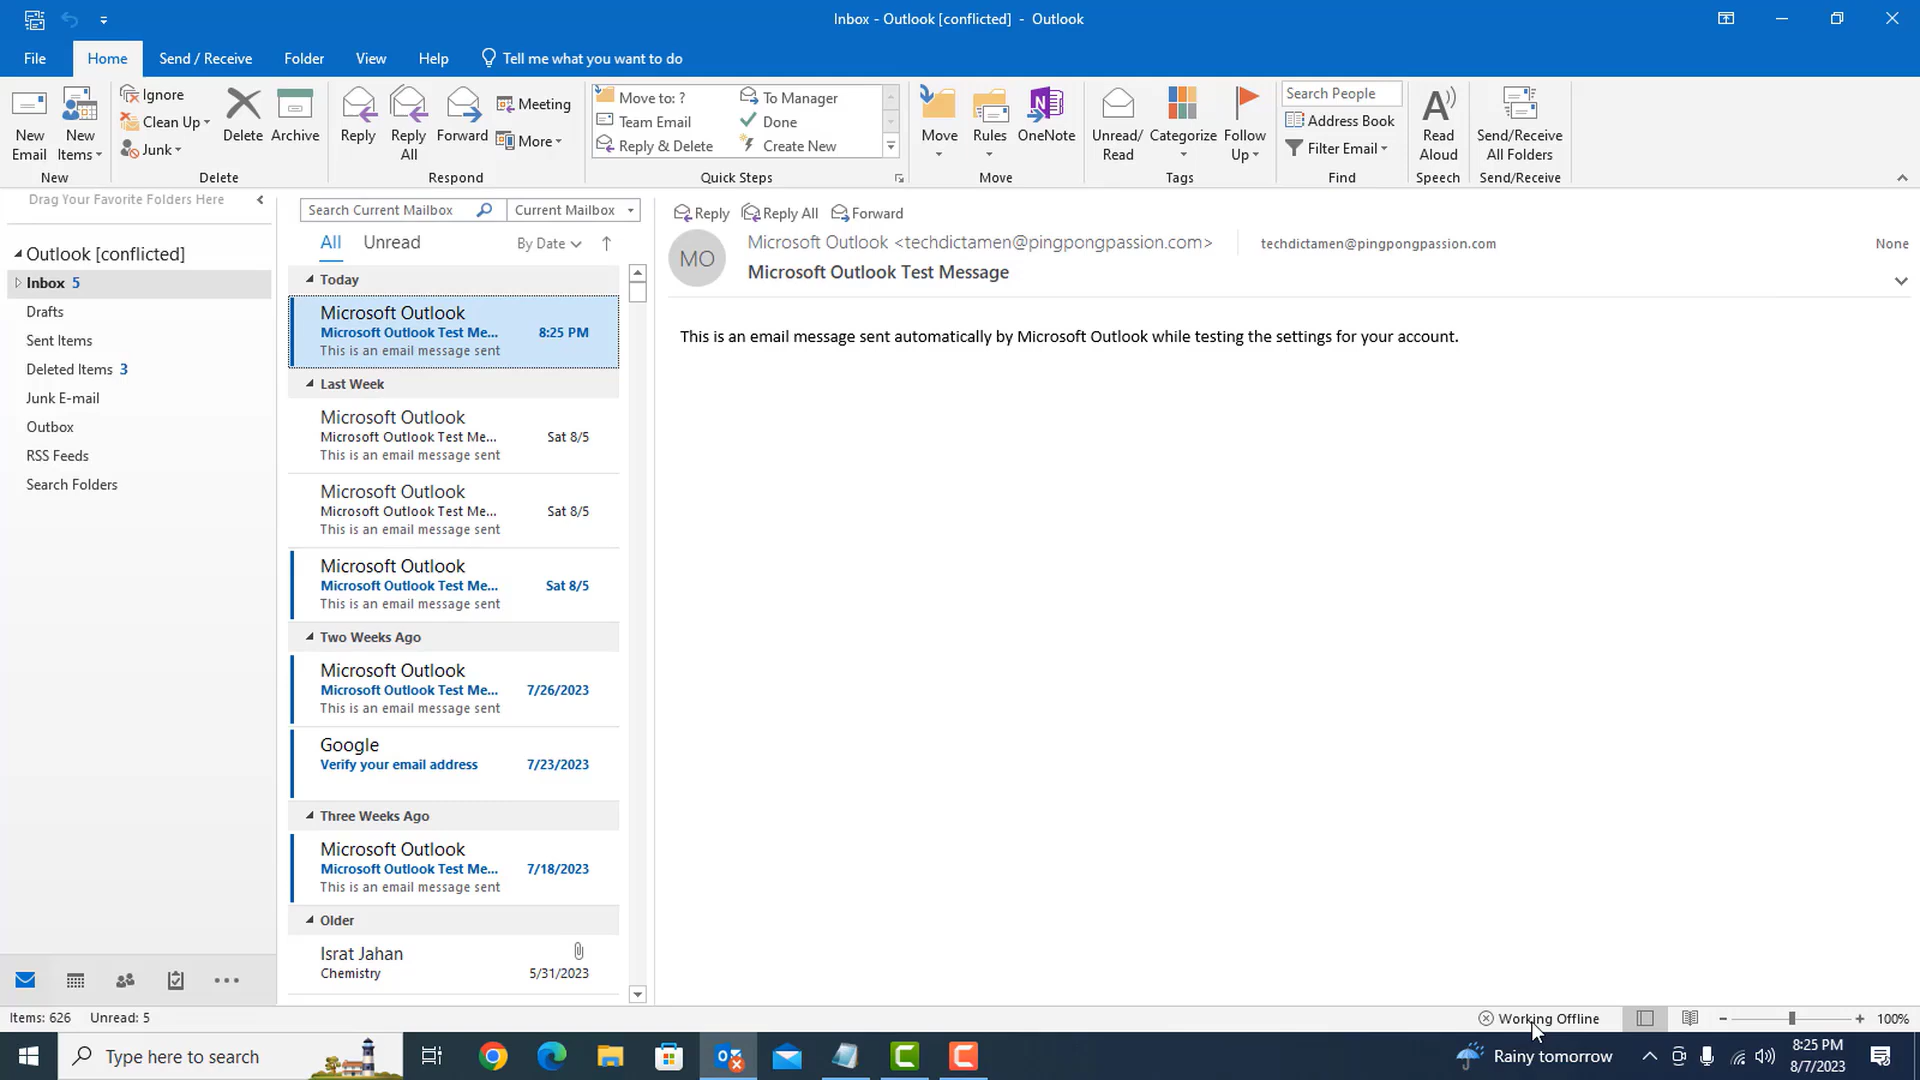 Inbox - Outlook [conflicted] - Outlook
File Home Send / Receive Folder View Help Tell me what you want to do
New Email
New Items
New
Ignore
Clean Up
Junk
Delete
Archive
Delete
Reply
Reply All
Forward
Meeting
More
Respond
Move to: ?
Team Email
Reply & Delete
To Manager
Done
Create New
Quick Steps
Move
Rules
OneNote
Move
Unread/ Read
Categorize
Follow Up
Tags
Search People
Address Book
Filter Email
Find
Read Aloud
Speech
Send/Receive All Folders
Send/Receive
Drag Your Favorite Folders Here
Outlook [conflicted]
Inbox 5
Drafts
Sent Items
Deleted Items 3
Junk E-mail
Outbox
RSS Feeds
Search Folders
Search Current Mailbox Current Mailbox
All Unread By Date
Today
Microsoft Outlook
Microsoft Outlook Test Me... 8:25 PM
This is an email message sent
Last Week
Microsoft Outlook
Microsoft Outlook Test Me... Sat 8/5
This is an email message sent
Microsoft Outlook
Microsoft Outlook Test Me... Sat 8/5
This is an email message sent
Microsoft Outlook
Microsoft Outlook Test Me... Sat 8/5
This is an email message sent
Two Weeks Ago
Microsoft Outlook
Microsoft Outlook Test Me... 7/26/2023
This is an email message sent
Google
Verify your email address 7/23/2023
Three Weeks Ago
Microsoft Outlook
Microsoft Outlook Test Me... 7/18/2023
This is an email message sent
Older
Israt Jahan
Chemistry 5/31/2023
Reply Reply All Forward
MO
Microsoft Outlook <techdictamen@pingpongpassion.com> techdictamen@pingpongpassion.com None
Microsoft Outlook Test Message
This is an email message sent automatically by Microsoft Outlook while testing the settings for your account.
Items: 626 Unread: 5
Working Offline 100%
Type here to search
Rainy tomorrow
8:25 PM
8/7/2023